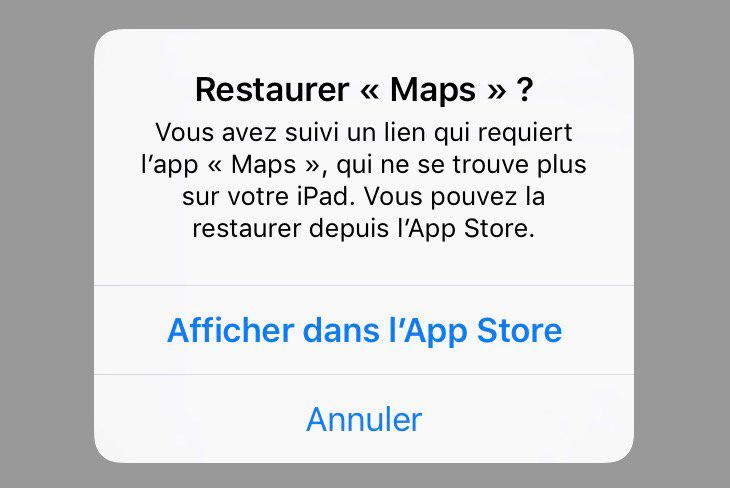 Restaurer « Maps » ?
Vous avez suivi un lien qui requiert
l’app « Maps », qui ne se trouve plus
sur votre iPad. Vous pouvez la
restaurer depuis l’App Store.
Afficher dans l’App Store
Annuler